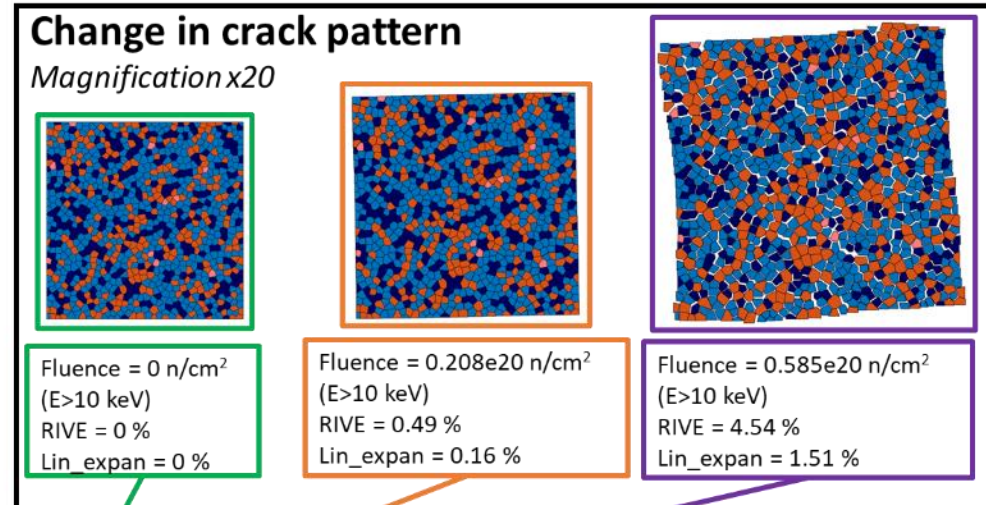 Change in crack pattern
Magnification x20
Fluence = 0 n/cm²
(E>10 keV)
RIVE = 0 %
Lin_expan = 0 %
Fluence = 0.208e20 n/cm²
(E>10 keV)
RIVE = 0.49 %
Lin_expan = 0.16 %
Fluence = 0.585e20 n/cm²
(E>10 keV)
RIVE = 4.54 %
Lin_expan = 1.51 %